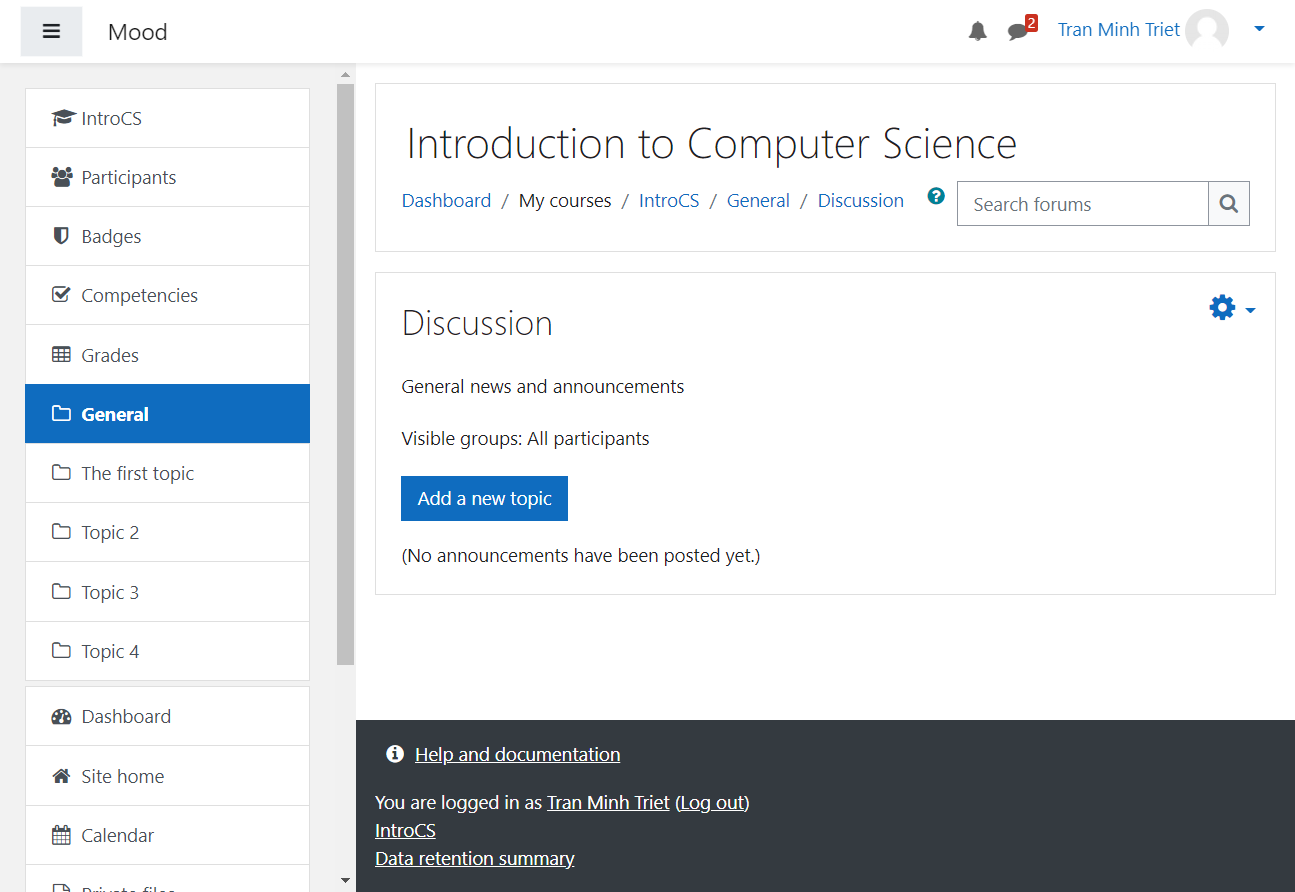 Mood
2
Tran Minh Triet
IntroCS
Participants
Badges
Competencies
Grades
General
The first topic
Topic 2
Topic 3
Topic 4
Dashboard
Site home
Calendar
Private files
Introduction to Computer Science
Dashboard / My courses / IntroCS / General / Discussion
Search forums
Discussion
General news and announcements
Visible groups: All participants
Add a new topic
(No announcements have been posted yet.)
Help and documentation
You are logged in as Tran Minh Triet (Log out)
IntroCS
Data retention summary